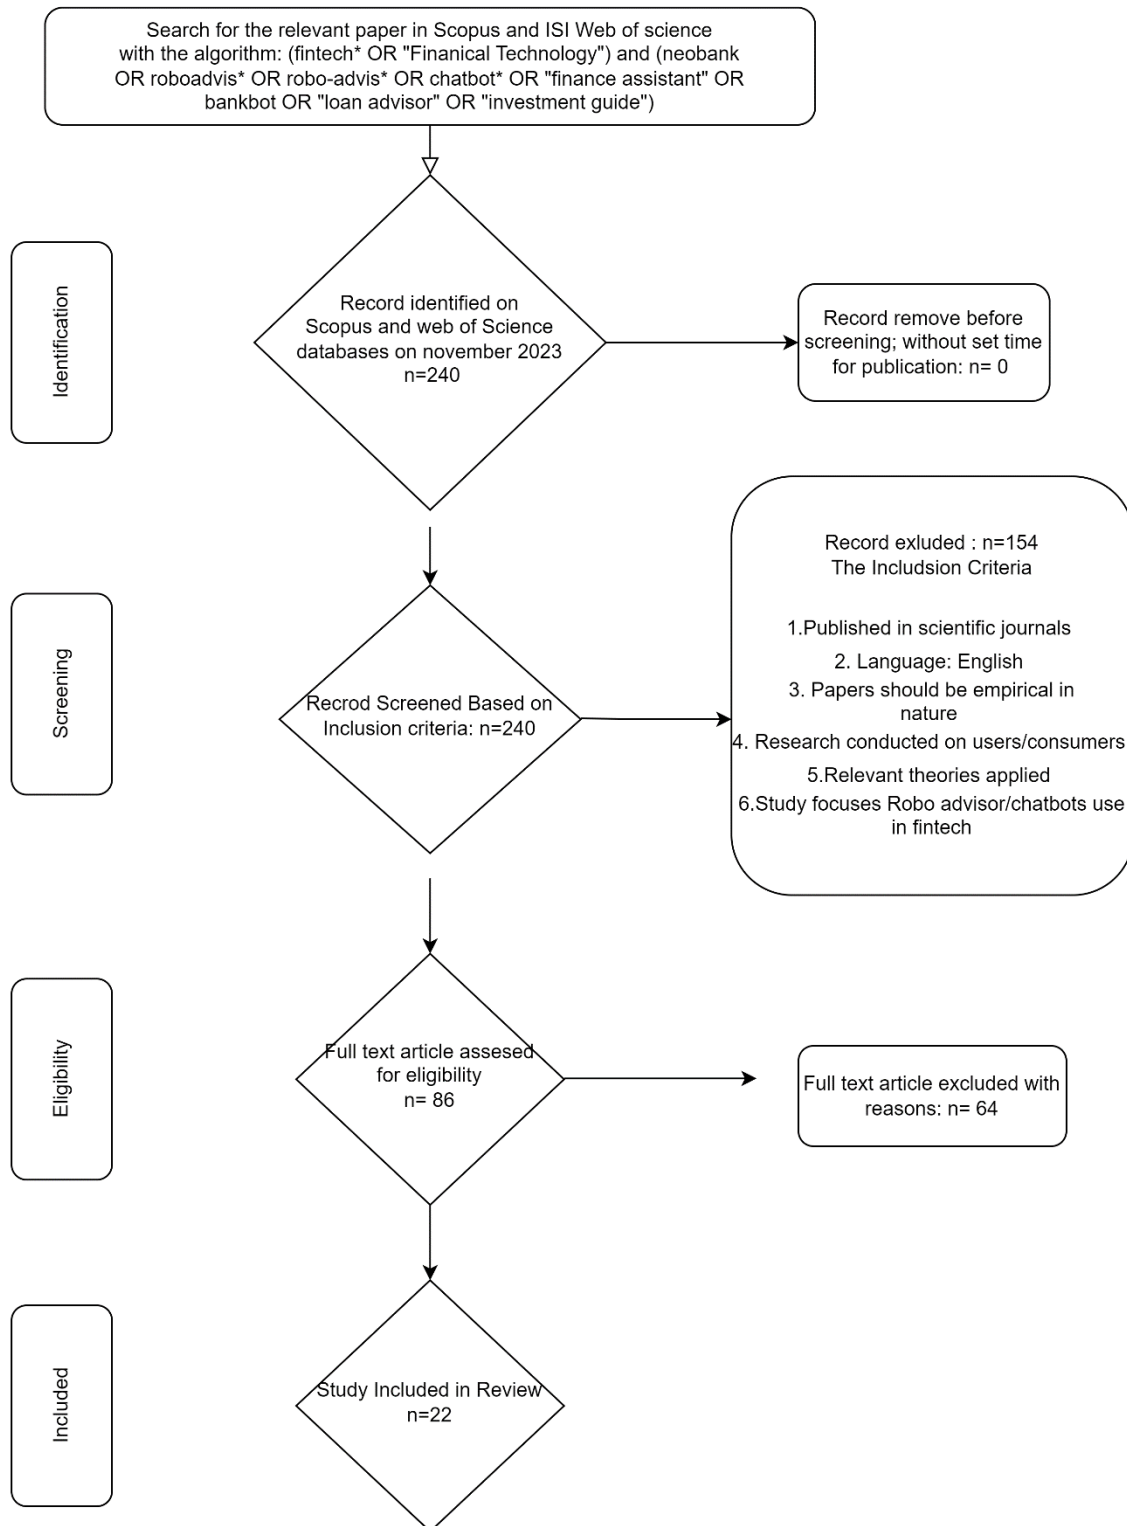 Search for the relevant paper in Scopus and ISI Web of science
with the algorithm: (fintech* OR "Finanical Technology") and (neobank
OR roboadvis* OR robo-advis* OR chatbot* OR "finance assistant" OR
bankbot OR "loan advisor" OR "investment guide")
Identification
Record identified on
Scopus and web of Science
databases on november 2023
n=240
Record remove before
screening; without set time
for publication: n= 0
Screening
Recrod Screened Based on
Inclusion criteria: n=240
Record exluded : n=154
The Includsion Criteria
1.Published in scientific journals
2. Language: English
3. Papers should be empirical in
nature
4. Research conducted on users/consumers
5.Relevant theories applied
6.Study focuses Robo advisor/chatbots use
in fintech
Eligibility
Full text article assesed
for eligibility
n= 86
Full text article excluded with
reasons: n= 64
Included
Study Included in Review
n=22